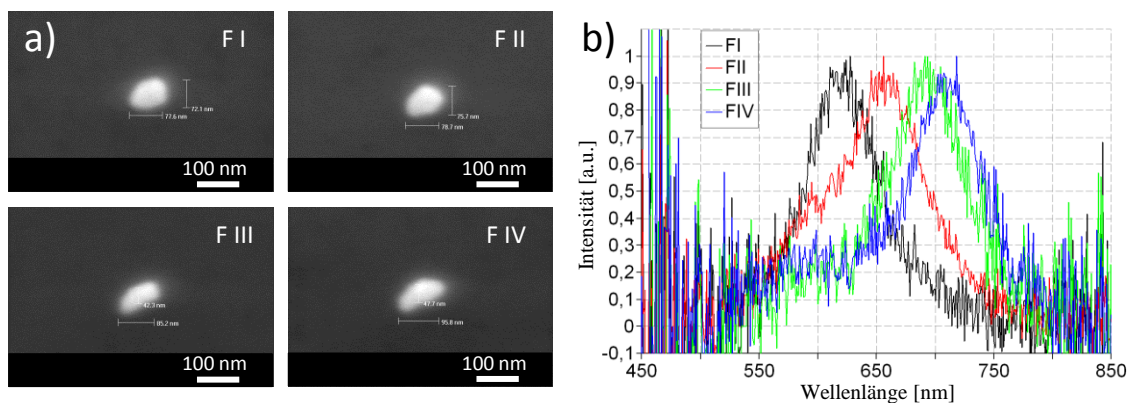 a)
F I
72.1 nm
77.6 nm
100 nm
F II
75.7 nm
78.7 nm
100 nm
F III
42.3 nm
85.2 nm
100 nm
F IV
47.7 nm
95.8 nm
100 nm
b)
FI
FII
FIII
FIV
Intensität [a.u.]
1
0,9
0,8
0,7
0,6
0,5
0,4
0,3
0,2
0,1
0
-0,1
450 550 650 750 850
Wellenlänge [nm]